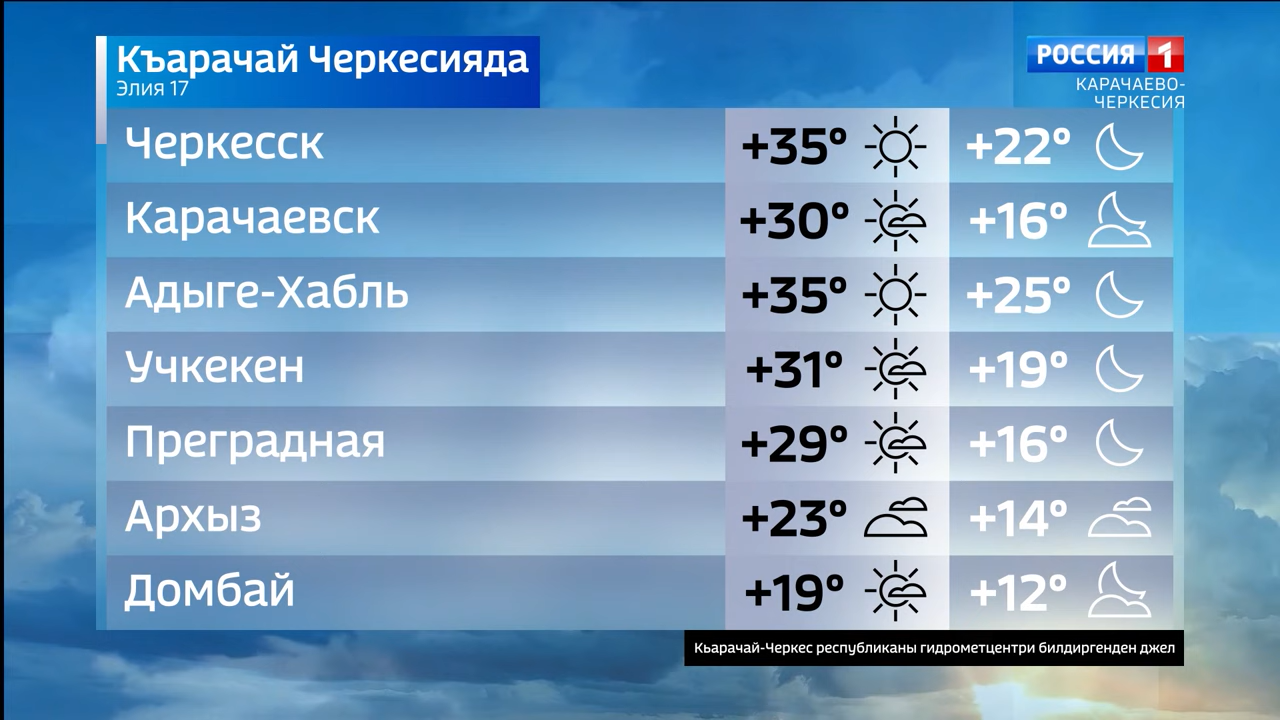 Къарачай Черкесияда
Элия 17
РОССИЯ 1
КАРАЧАЕВО-
ЧЕРКЕСИЯ
Черкесск +35° +22°
Карачаевск +30° +16°
Адыге-Хабль +35° +25°
Учкекен +31° +19°
Преградная +29° +16°
Архыз +23° +14°
Домбай +19° +12°
Кьарачай-Черкес республиканы гидрометцентри билдиргенден джел